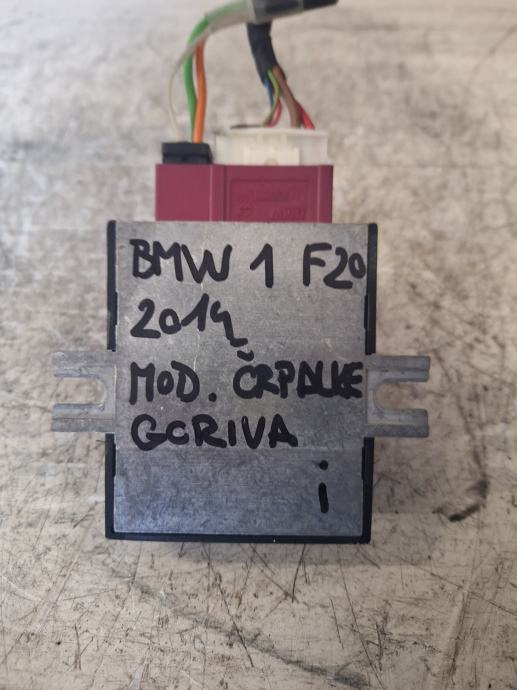 BMW 1 F20
2014
MOD. ČRPALKE
GORIVA
i